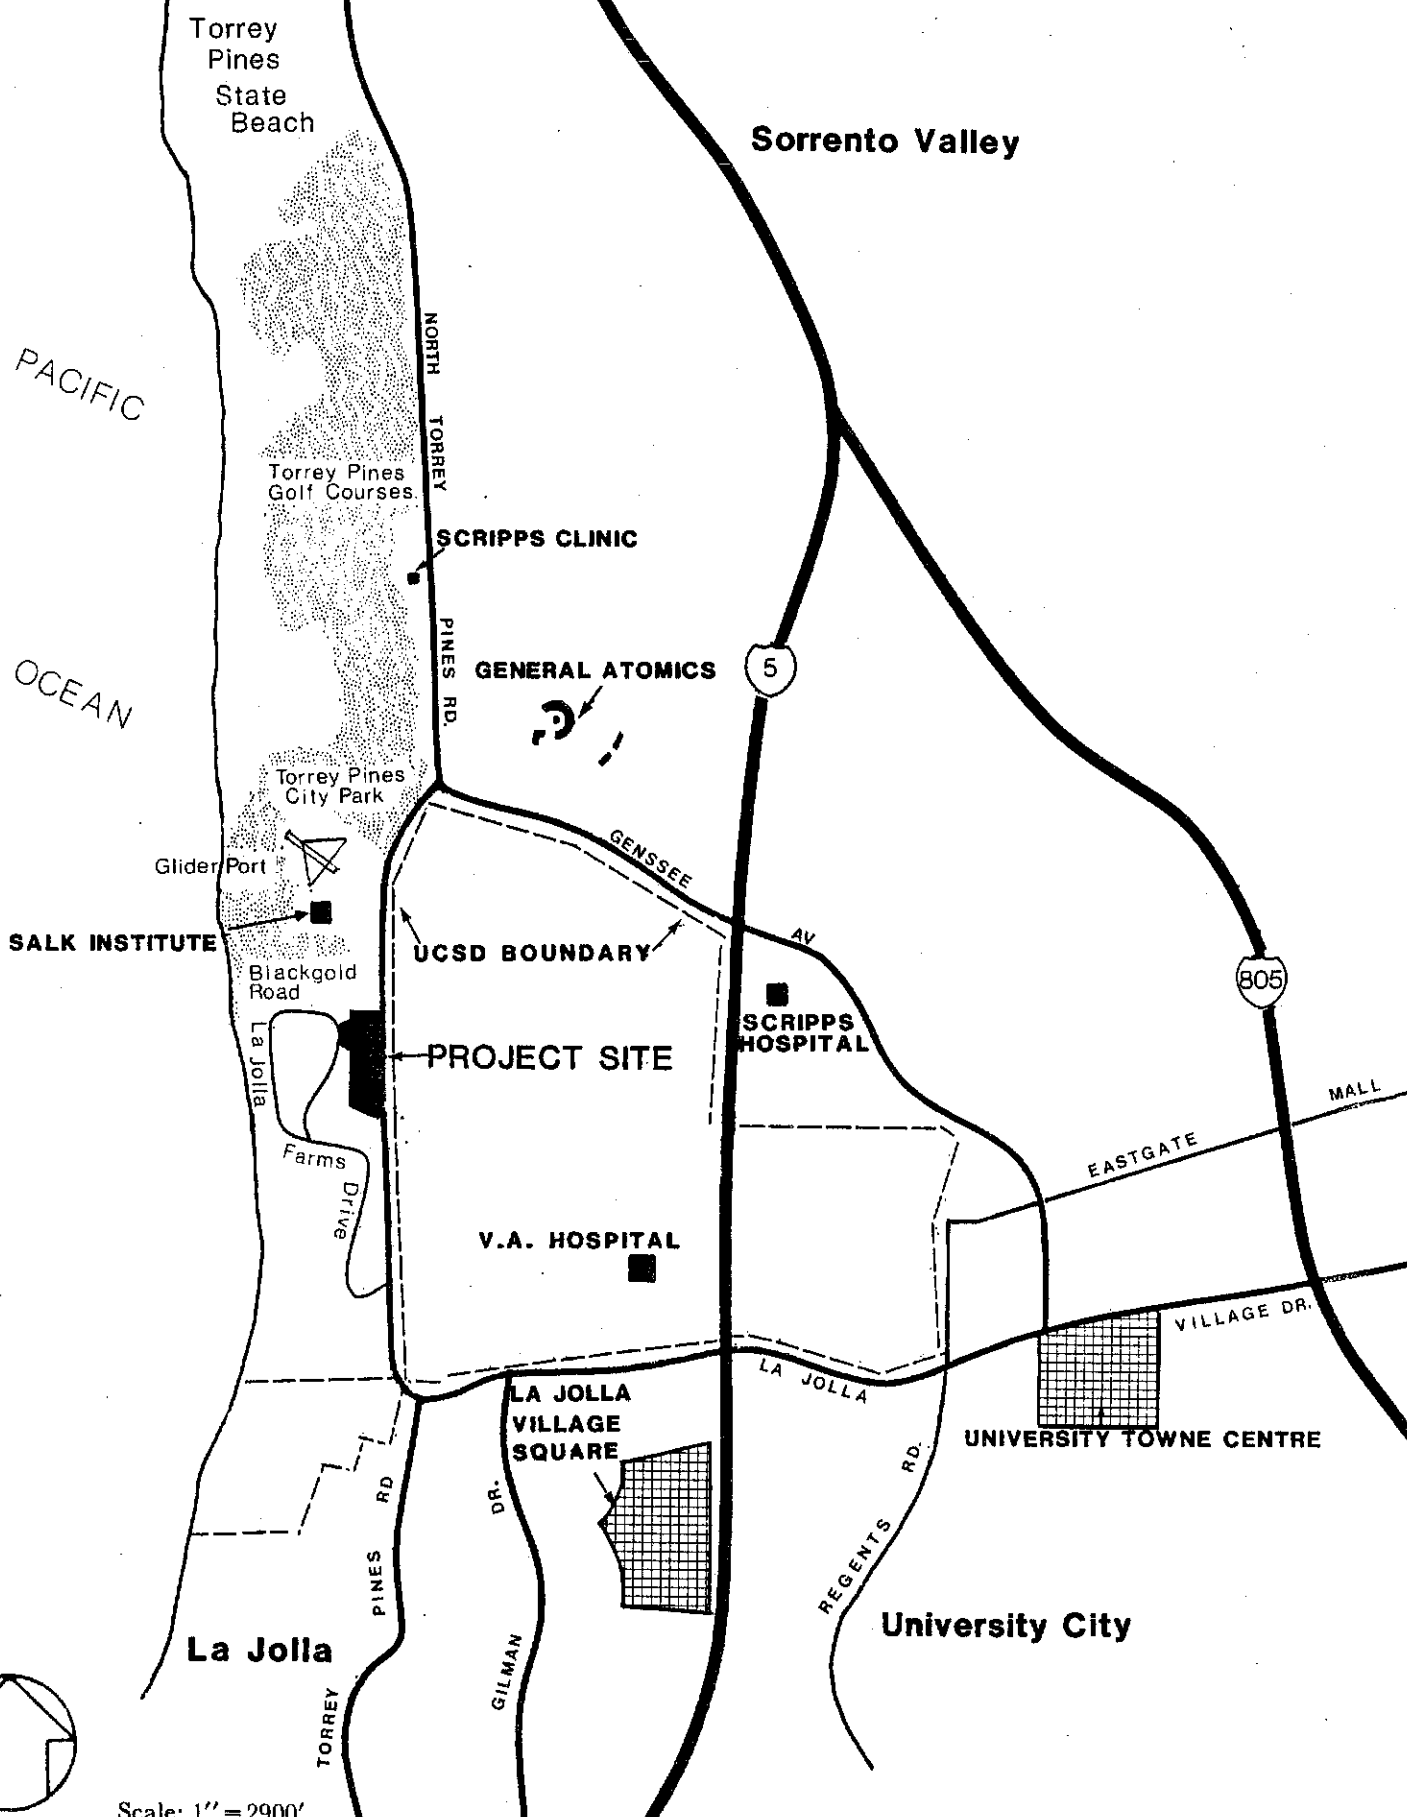 Torrey
Pines
State
Beach
Sorrento Valley
PACIFIC
NORTH
TORREY
Torrey Pines
Golf Courses
SCRIPPS CLINIC
PINES RD.
GENERAL ATOMICS
5
OCEAN
Torrey Pines
City Park
GENSSEE
Glider Port
AV
SALK INSTITUTE
UCSD BOUNDARY
Blackgold
Road
805
SCRIPPS
HOSPITAL
La Jolla
PROJECT SITE
MALL
EASTGATE
Farms
Drive
V.A. HOSPITAL
VILLAGE DR.
LA JOLLA
LA JOLLA
VILLAGE
SQUARE
UNIVERSITY TOWNE CENTRE
RD
DR.
RD.
PINES
REGENTS
University City
La Jolla
GILMAN
TORREY
Scale: 1″ = 2900′